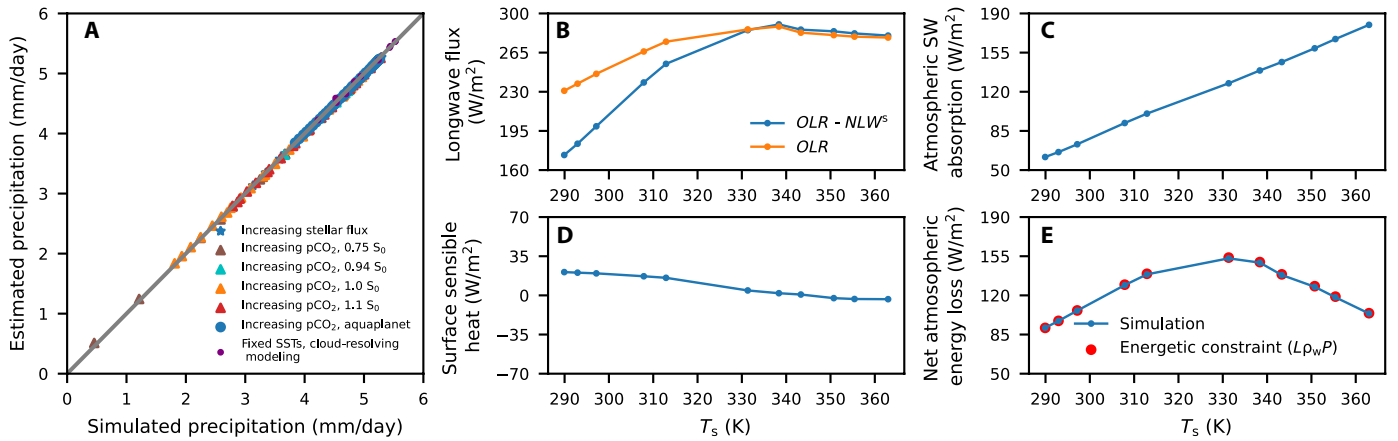 A
Estimated precipitation (mm/day)
6
5
4
3
2
1
0
Increasing stellar flux
Increasing pCO₂, 0.75 S₀
Increasing pCO₂, 0.94 S₀
Increasing pCO₂, 1.0 S₀
Increasing pCO₂, 1.1 S₀
Increasing pCO₂, aquaplanet
Fixed SSTs, cloud-resolving
modeling
0 1 2 3 4 5 6
Simulated precipitation (mm/day)
B
Longwave flux
(W/m²)
300
265
230
195
160
OLR - NLWˢ
OLR
290 300 310 320 330 340 350 360
C
Atmospheric SW
absorption (W/m²)
190
155
120
85
50
290 300 310 320 330 340 350 360
D
Surface sensible
heat (W/m²)
70
35
0
−35
−70
290 300 310 320 330 340 350 360
Tₛ (K)
E
Net atmospheric
energy loss (W/m²)
190
155
120
85
50
Simulation
Energetic constraint (Lρ_wP)
290 300 310 320 330 340 350 360
Tₛ (K)